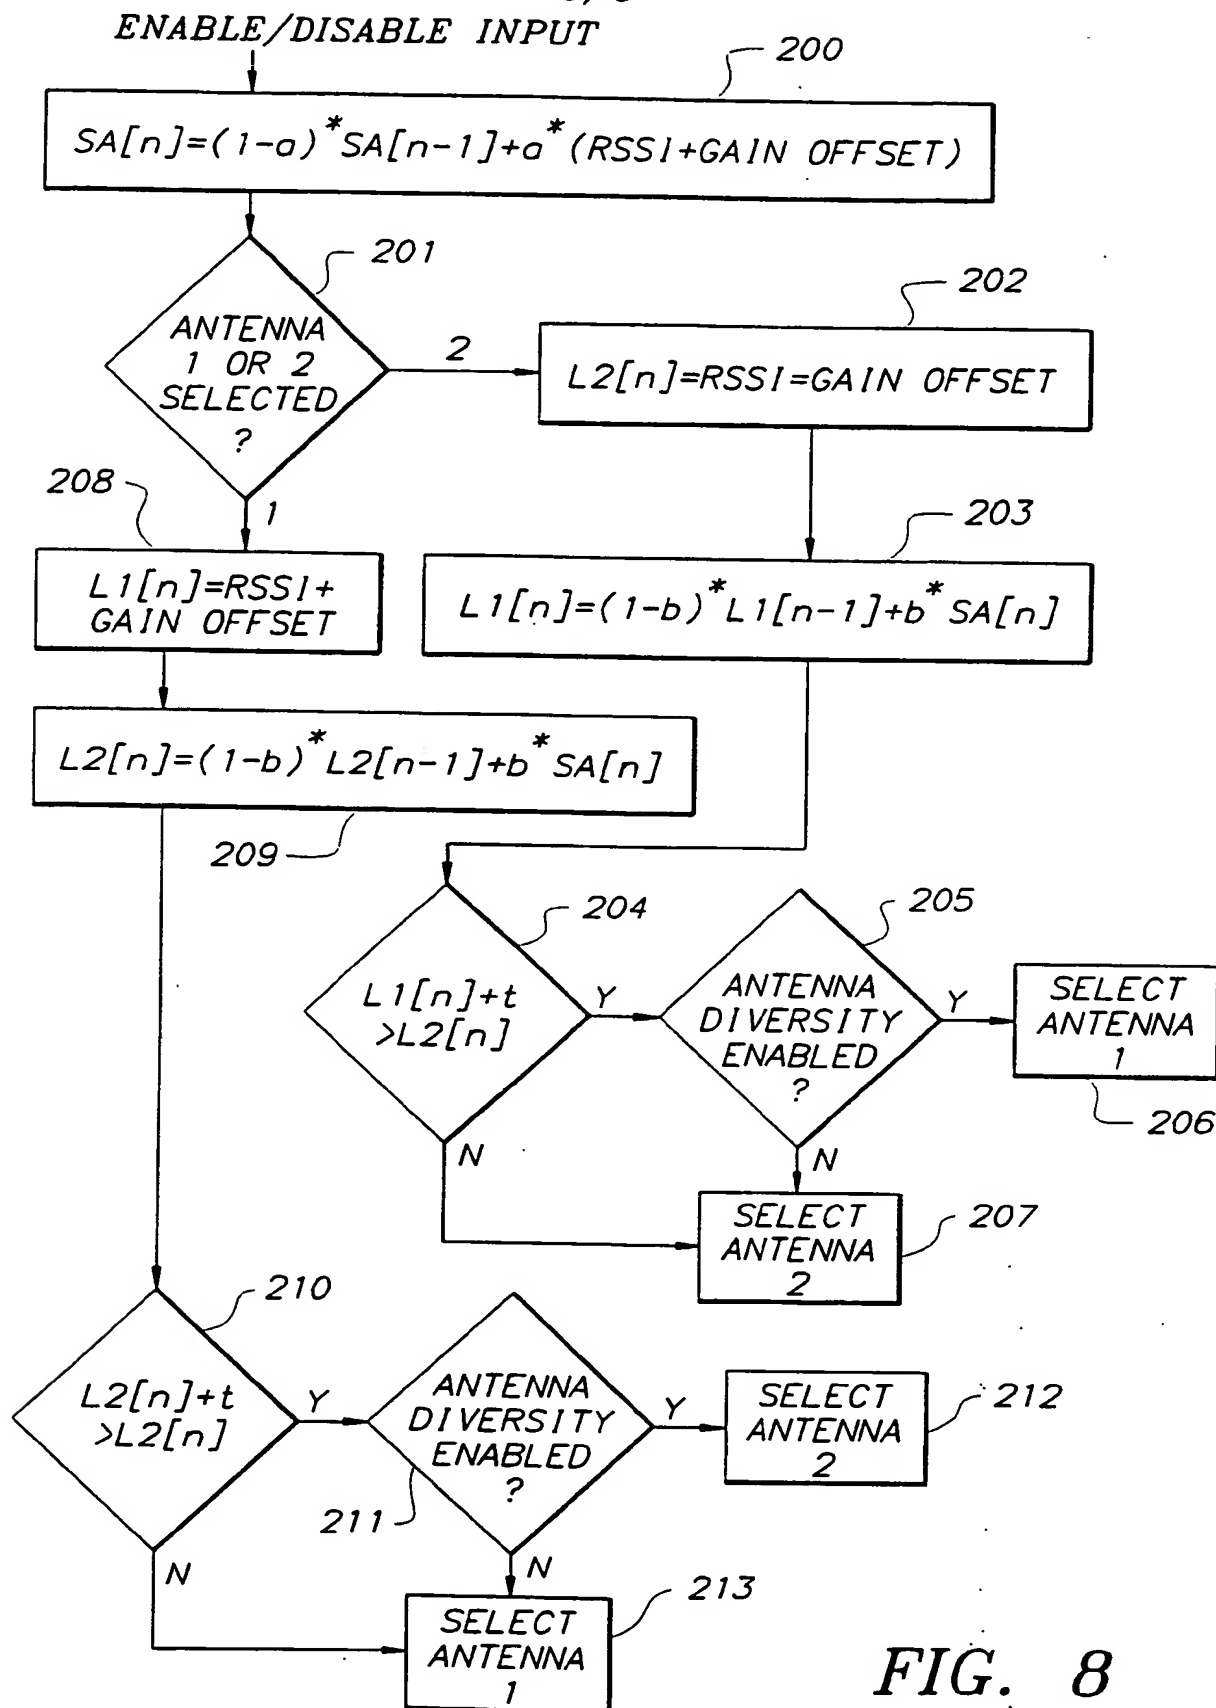 ENABLE/DISABLE INPUT
200
SA[n]=(1-a)*SA[n-1]+a*(RSSI+GAIN OFFSET)
201
ANTENNA
1 OR 2
SELECTED
?
2
1
202
L2[n]=RSSI=GAIN OFFSET
208
L1[n]=RSSI+
GAIN OFFSET
203
L1[n]=(1-b)*L1[n-1]+b*SA[n]
L2[n]=(1-b)*L2[n-1]+b*SA[n]
209
204
L1[n]+t
>L2[n]
Y
N
205
ANTENNA
DIVERSITY
ENABLED
?
Y
N
SELECT
ANTENNA
1
206
SELECT
ANTENNA
2
207
210
L2[n]+t
>L2[n]
Y
N
ANTENNA
DIVERSITY
ENABLED
?
211
Y
N
SELECT
ANTENNA
2
212
SELECT
ANTENNA
1
213
FIG. 8